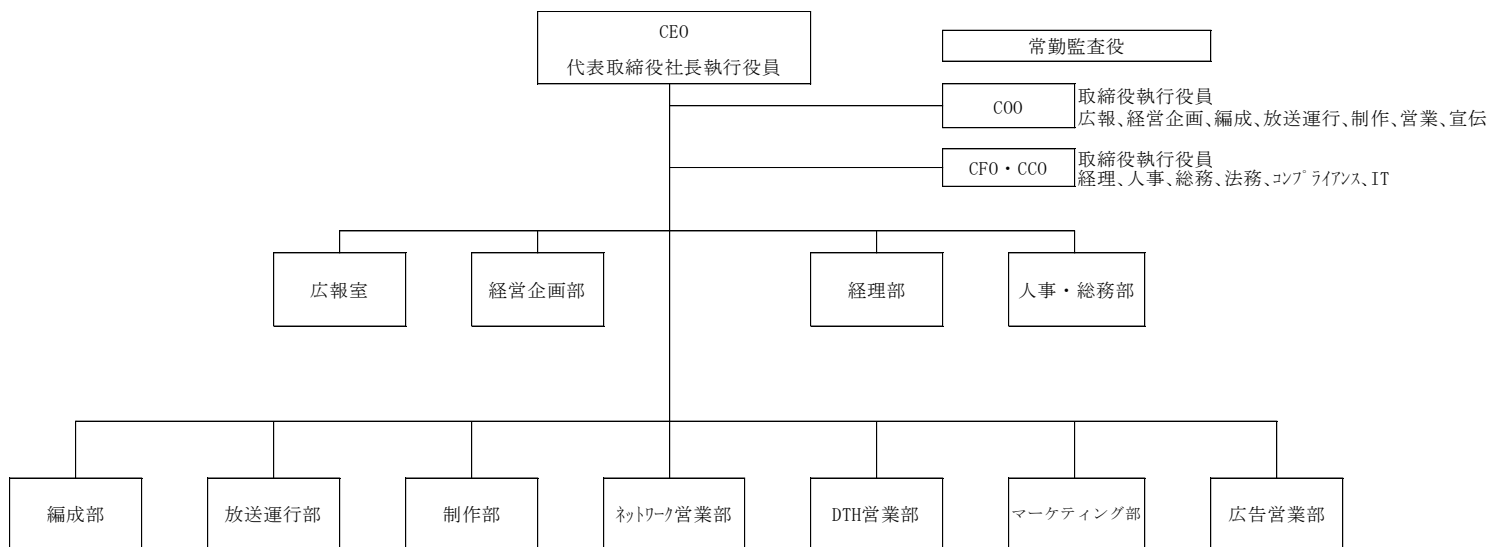 CEO
代表取締役社長執行役員
常勤監査役
COO
取締役執行役員
広報、経営企画、編成、放送運行、制作、営業、宣伝
CFO・CCO
取締役執行役員
経理、人事、総務、法務、ｺﾝﾌﾟﾗｲｱﾝｽ、IT
広報室
経営企画部
経理部
人事・総務部
編成部
放送運行部
制作部
ﾈｯﾄﾜｰｸ営業部
DTH営業部
マーケティング部
広告営業部